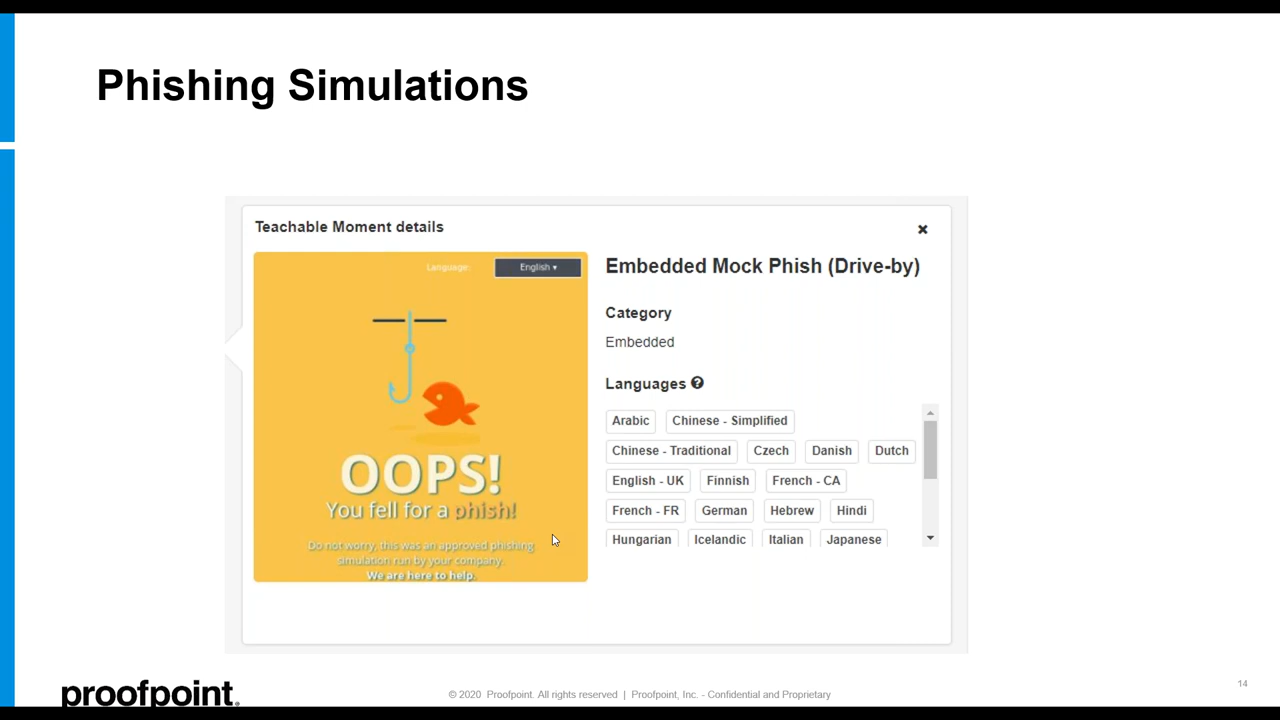 Phishing Simulations
Teachable Moment details
Language:
English
OOPS!
You fell for a phish!
Do not worry, this was an approved phishing
simulation run by your company.
We are here to help.
Embedded Mock Phish (Drive-by)
Category
Embedded
Languages
Arabic Chinese - Simplified
Chinese - Traditional Czech Danish Dutch
English - UK Finnish French - CA
French - FR German Hebrew Hindi
Hungarian Icelandic Italian Japanese
proofpoint.
© 2020 Proofpoint. All rights reserved | Proofpoint, Inc. - Confidential and Proprietary
14